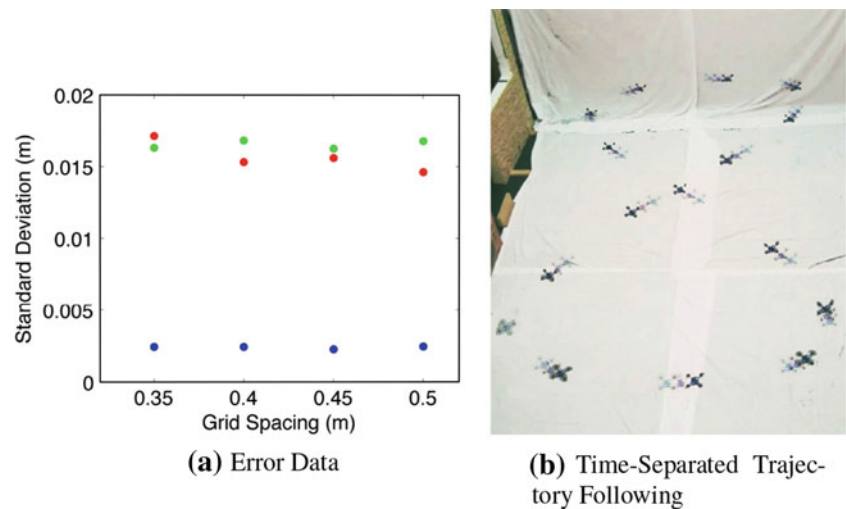 0.02
0.015
0.01
0.005
0
Standard Deviation (m)
0.35 0.4 0.45 0.5
Grid Spacing (m)
(a) Error Data
(b) Time-Separated Trajec-
tory Following